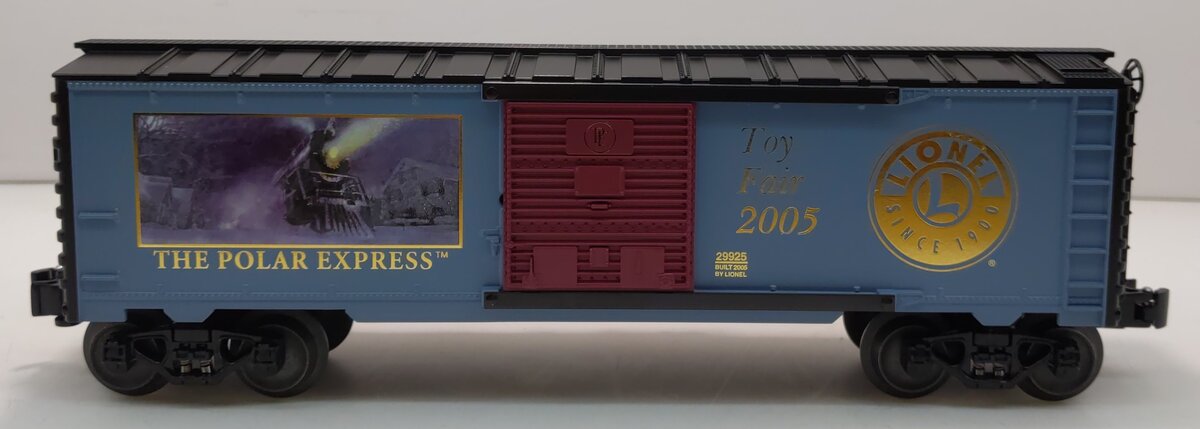 THE POLAR EXPRESS™
Toy
Fair
2005
29925
BUILT 2005
BY LIONEL
LIONEL
L
SINCE 1900
®